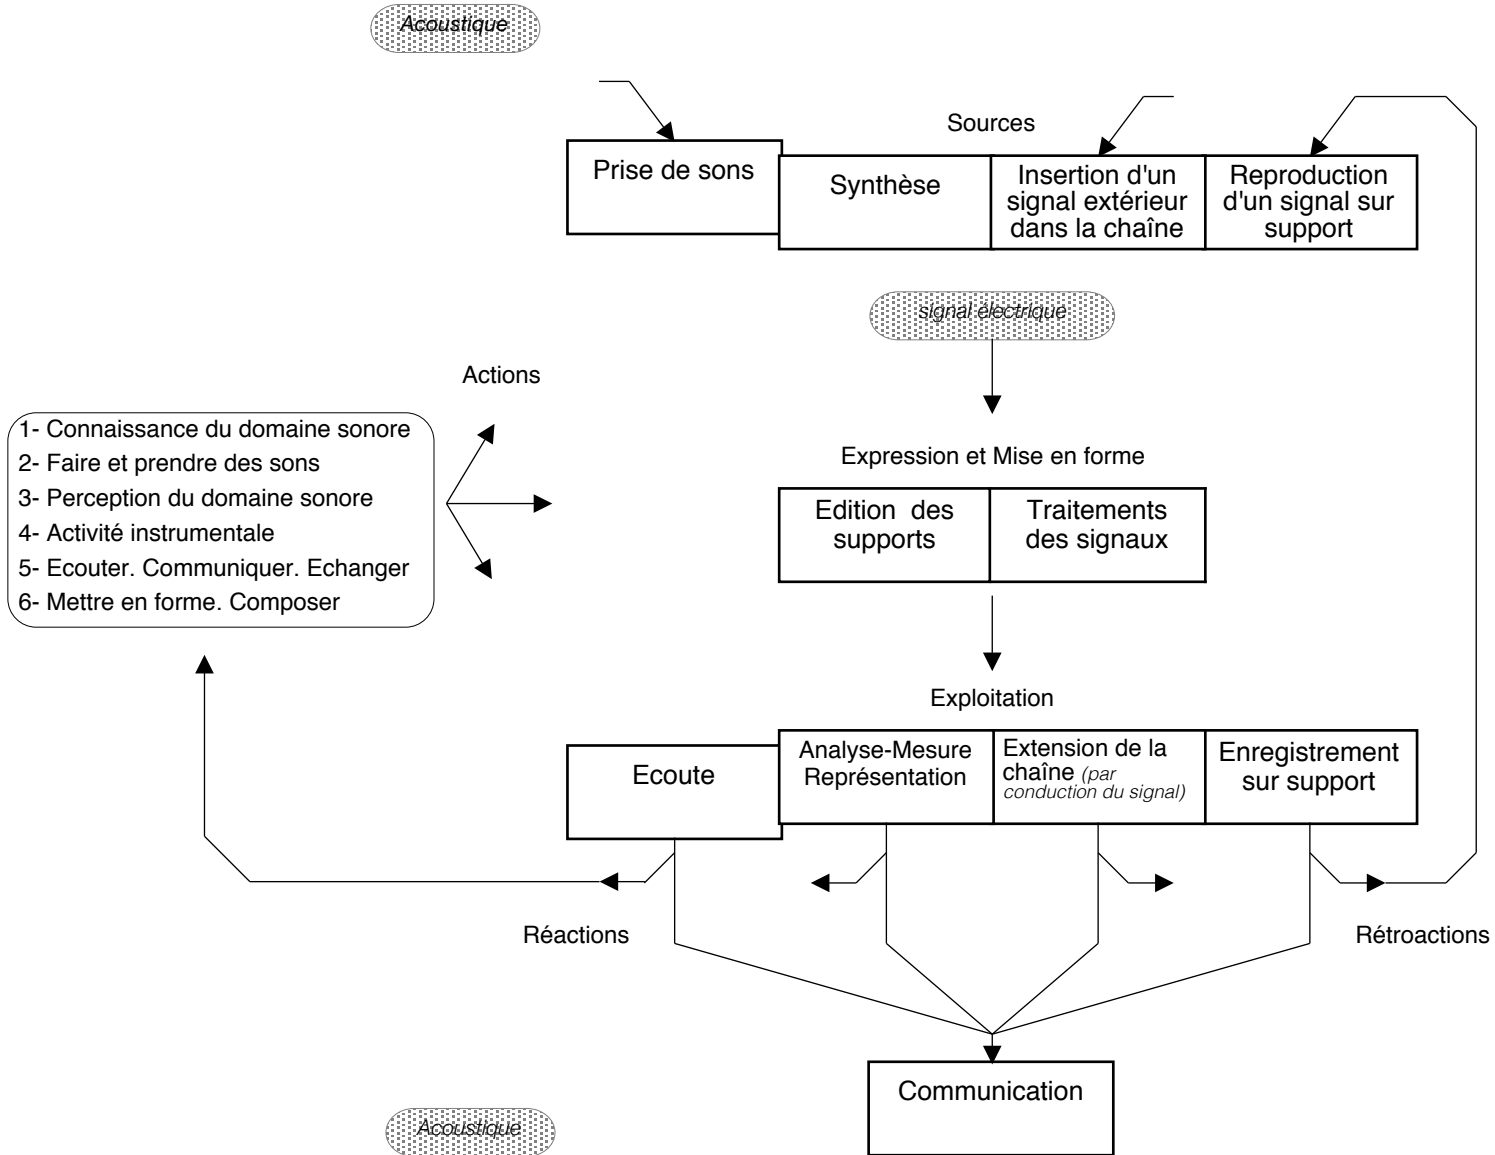 Acoustique
Sources
Prise de sons
Synthèse
Insertion d'un
signal extérieur
dans la chaîne
Reproduction
d'un signal sur
support
signal électrique
Actions
1- Connaissance du domaine sonore
2- Faire et prendre des sons
3- Perception du domaine sonore
4- Activité instrumentale
5- Ecouter. Communiquer. Echanger
6- Mettre en forme. Composer
Expression et Mise en forme
Edition des
supports
Traitements
des signaux
Exploitation
Ecoute
Analyse-Mesure
Représentation
Extension de la
chaîne (par
conduction du signal)
Enregistrement
sur support
Réactions
Rétroactions
Communication
Acoustique